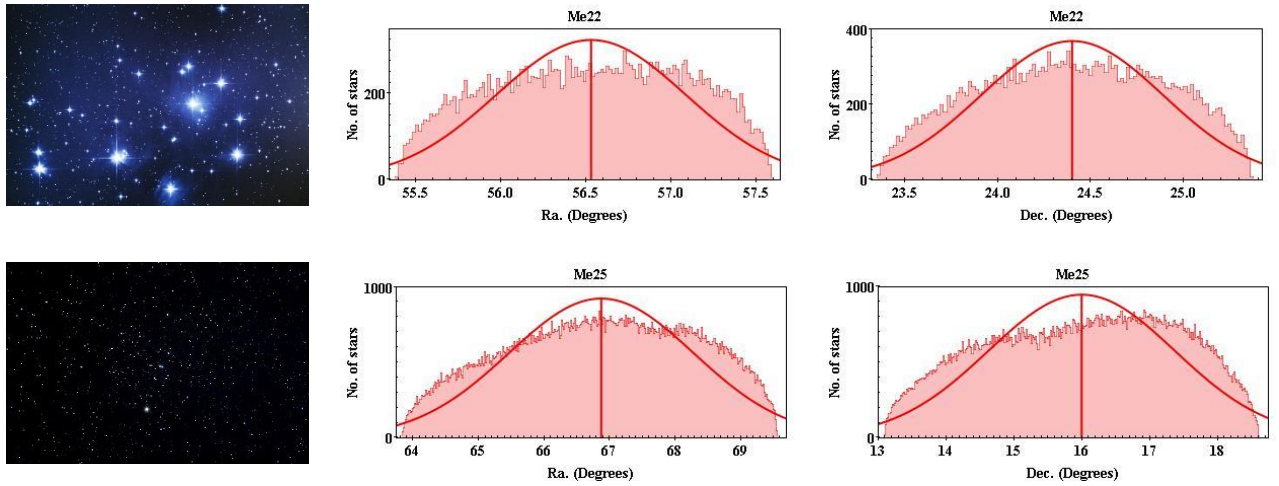 Me22
No. of stars
200
0
55.5 56.0 56.5 57.0 57.5
Ra. (Degrees)
Me22
No. of stars
400
200
0
23.5 24.0 24.5 25.0
Dec. (Degrees)
Me25
No. of stars
1000
0
64 65 66 67 68 69
Ra. (Degrees)
Me25
No. of stars
1000
0
13 14 15 16 17 18
Dec. (Degrees)